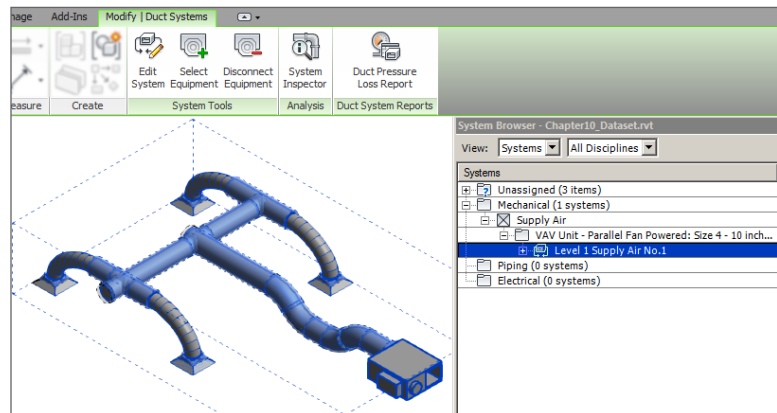 nage Add-Ins Modify | Duct Systems
Edit System
Select Equipment
Disconnect Equipment
System Inspector
Duct Pressure Loss Report
easure Create System Tools Analysis Duct System Reports
System Browser - Chapter10_Dataset.rvt
View: Systems All Disciplines
Systems
Unassigned (3 items)
Mechanical (1 systems)
Supply Air
VAV Unit - Parallel Fan Powered: Size 4 - 10 inch...
Level 1 Supply Air No.1
Piping (0 systems)
Electrical (0 systems)